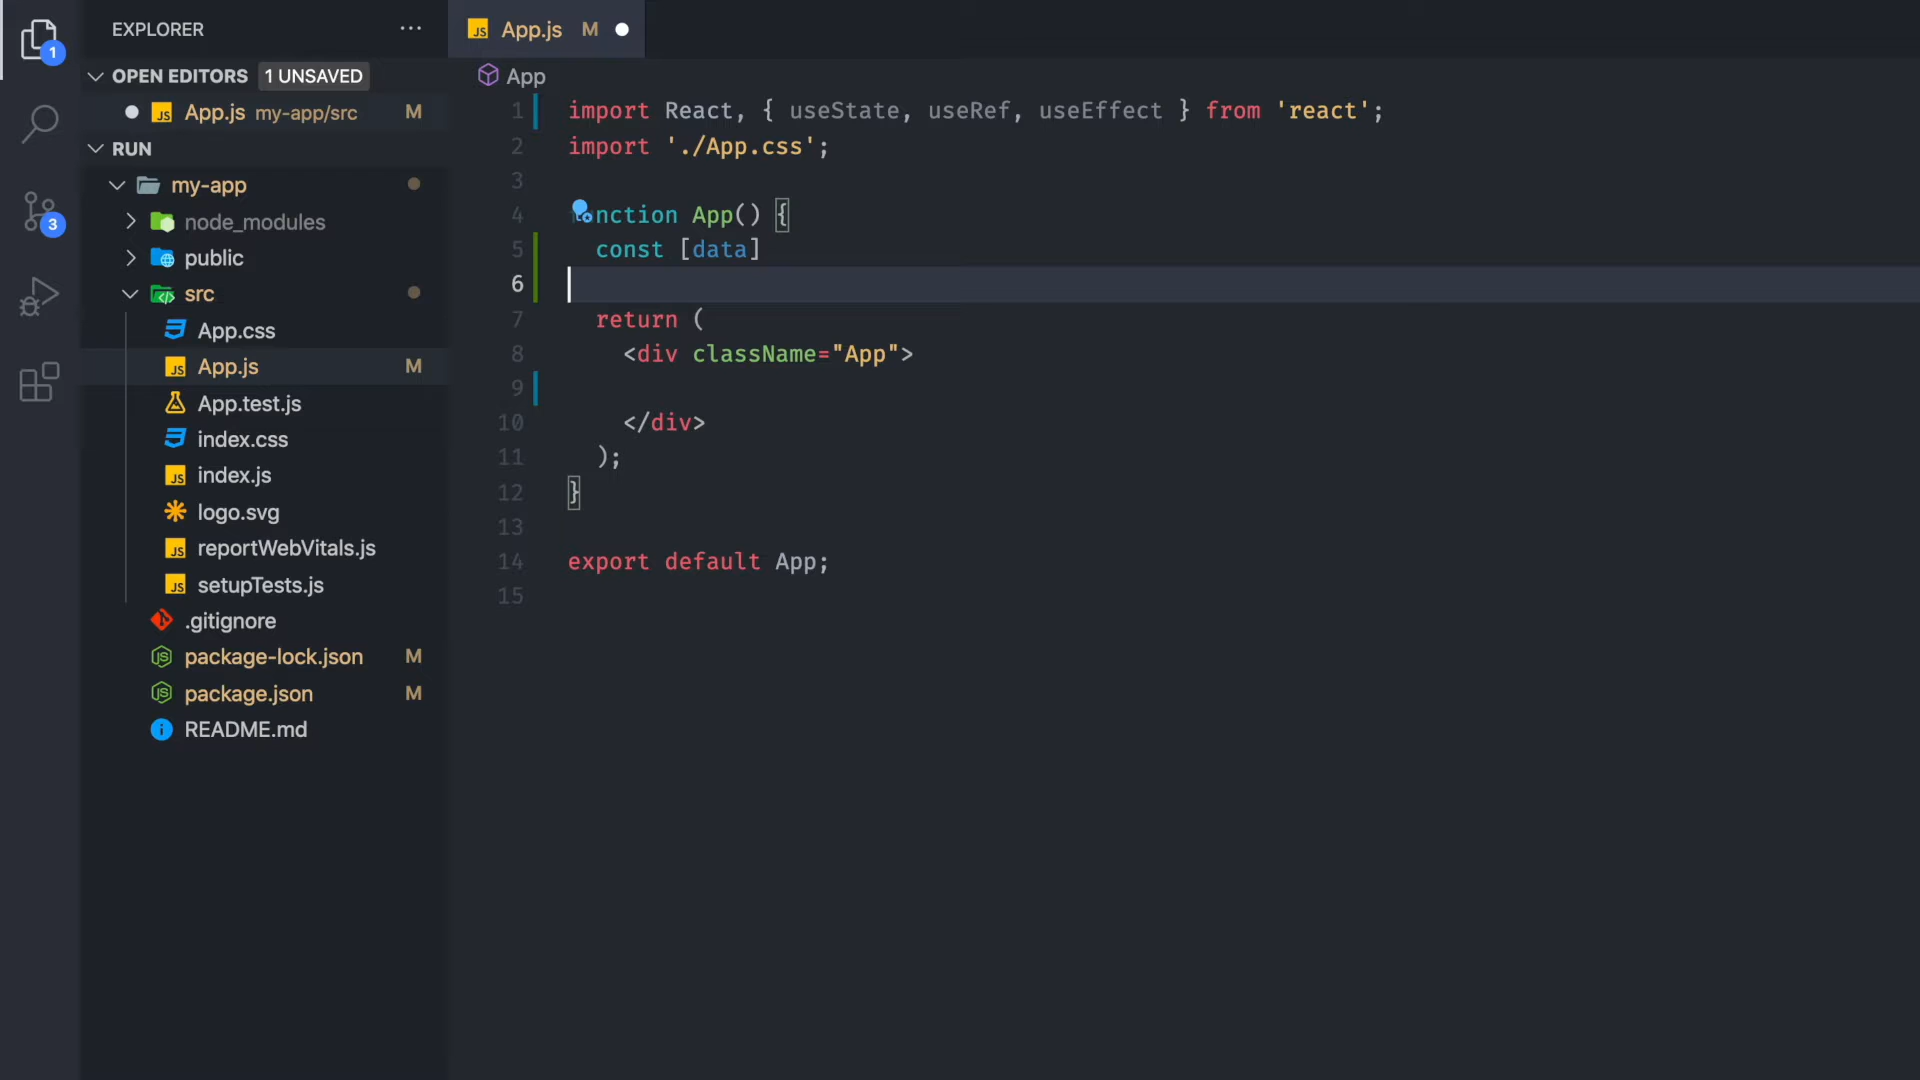 EXPLORER
OPEN EDITORS 1 UNSAVED
App.js my-app/src M
RUN
my-app
node_modules
public
src
App.css
App.js M
App.test.js
index.css
index.js
logo.svg
reportWebVitals.js
setupTests.js
.gitignore
package-lock.json M
package.json M
README.md
1
3
App.js M
App
1 import React, { useState, useRef, useEffect } from 'react';
2 import './App.css';
3
4 nction App() {
5 const [data]
6
7 return (
8 <div className="App">
9
10 </div>
11 );
12 }
13
14 export default App;
15